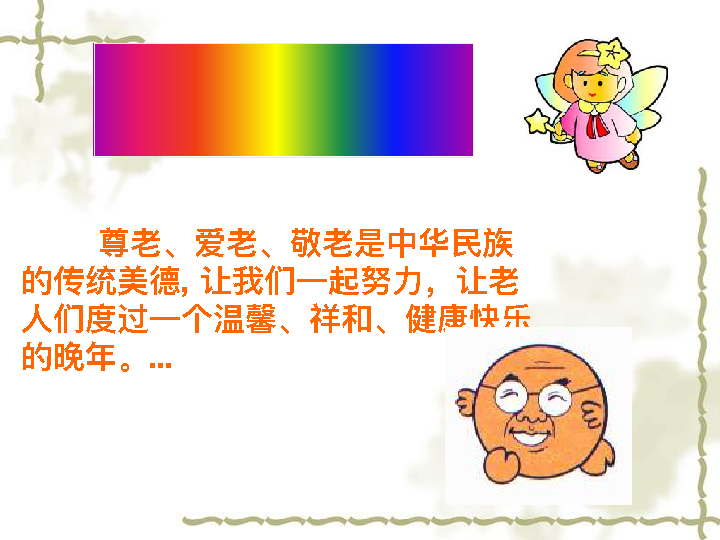 尊老、爱老、敬老是中华民族
的传统美德, 让我们一起努力，让老
人们度过一个温馨、祥和、健康快乐
的晚年。...